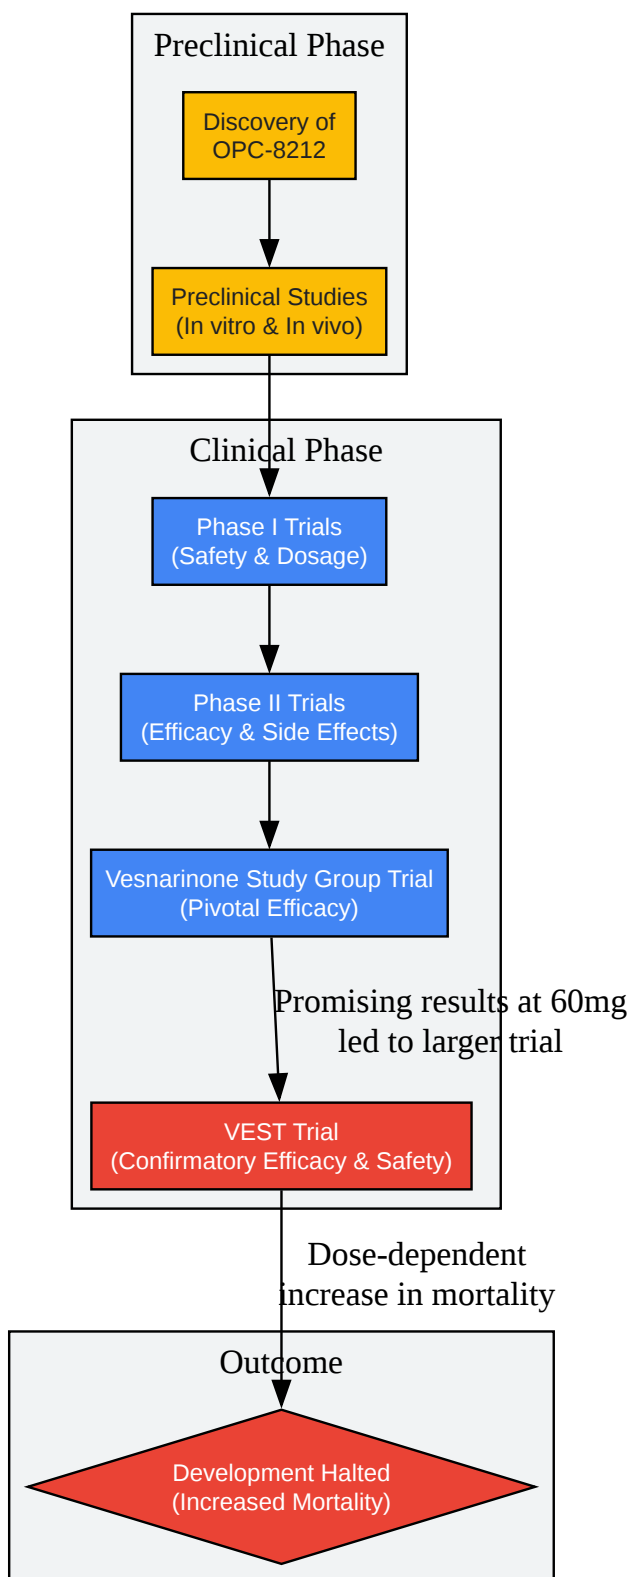 Preclinical Phase
Discovery of
OPC-8212
Preclinical Studies
(In vitro & In vivo)
Clinical Phase
Phase I Trials
(Safety & Dosage)
Phase II Trials
(Efficacy & Side Effects)
Vesnarinone Study Group Trial
(Pivotal Efficacy)
Promising results at 60mg
led to larger trial
VEST Trial
(Confirmatory Efficacy & Safety)
Dose-dependent
increase in mortality
Outcome
Development Halted
(Increased Mortality)